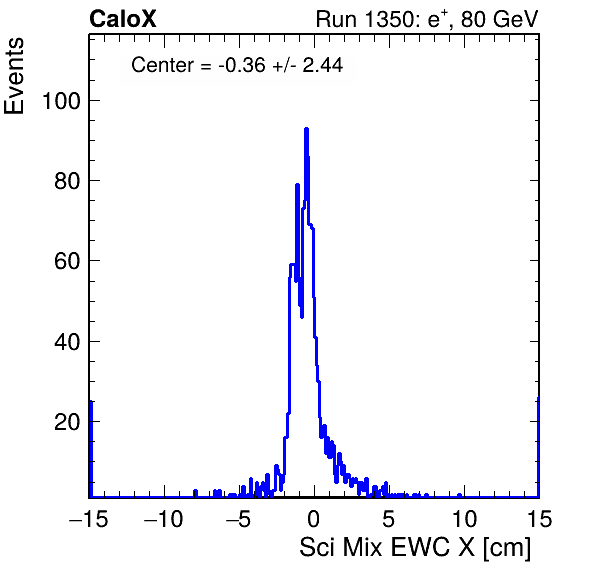 CaloX Run 1350: e⁺, 80 GeV
Center = -0.36 +/- 2.44
Events
100
80
60
40
20
−15 −10 −5 0 5 10 15
Sci Mix EWC X [cm]